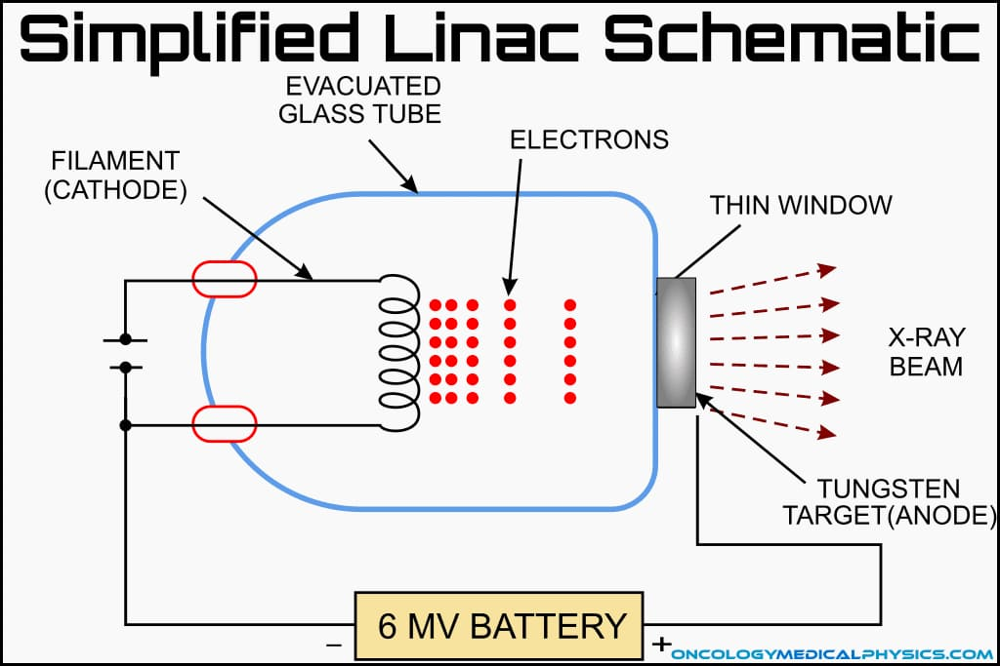 Simplified Linac Schematic
EVACUATED
GLASS TUBE
ELECTRONS
FILAMENT
(CATHODE)
THIN WINDOW
X-RAY
BEAM
TUNGSTEN
TARGET(ANODE)
6 MV BATTERY
– +
ONCOLOGYMEDICALPHYSICS.COM